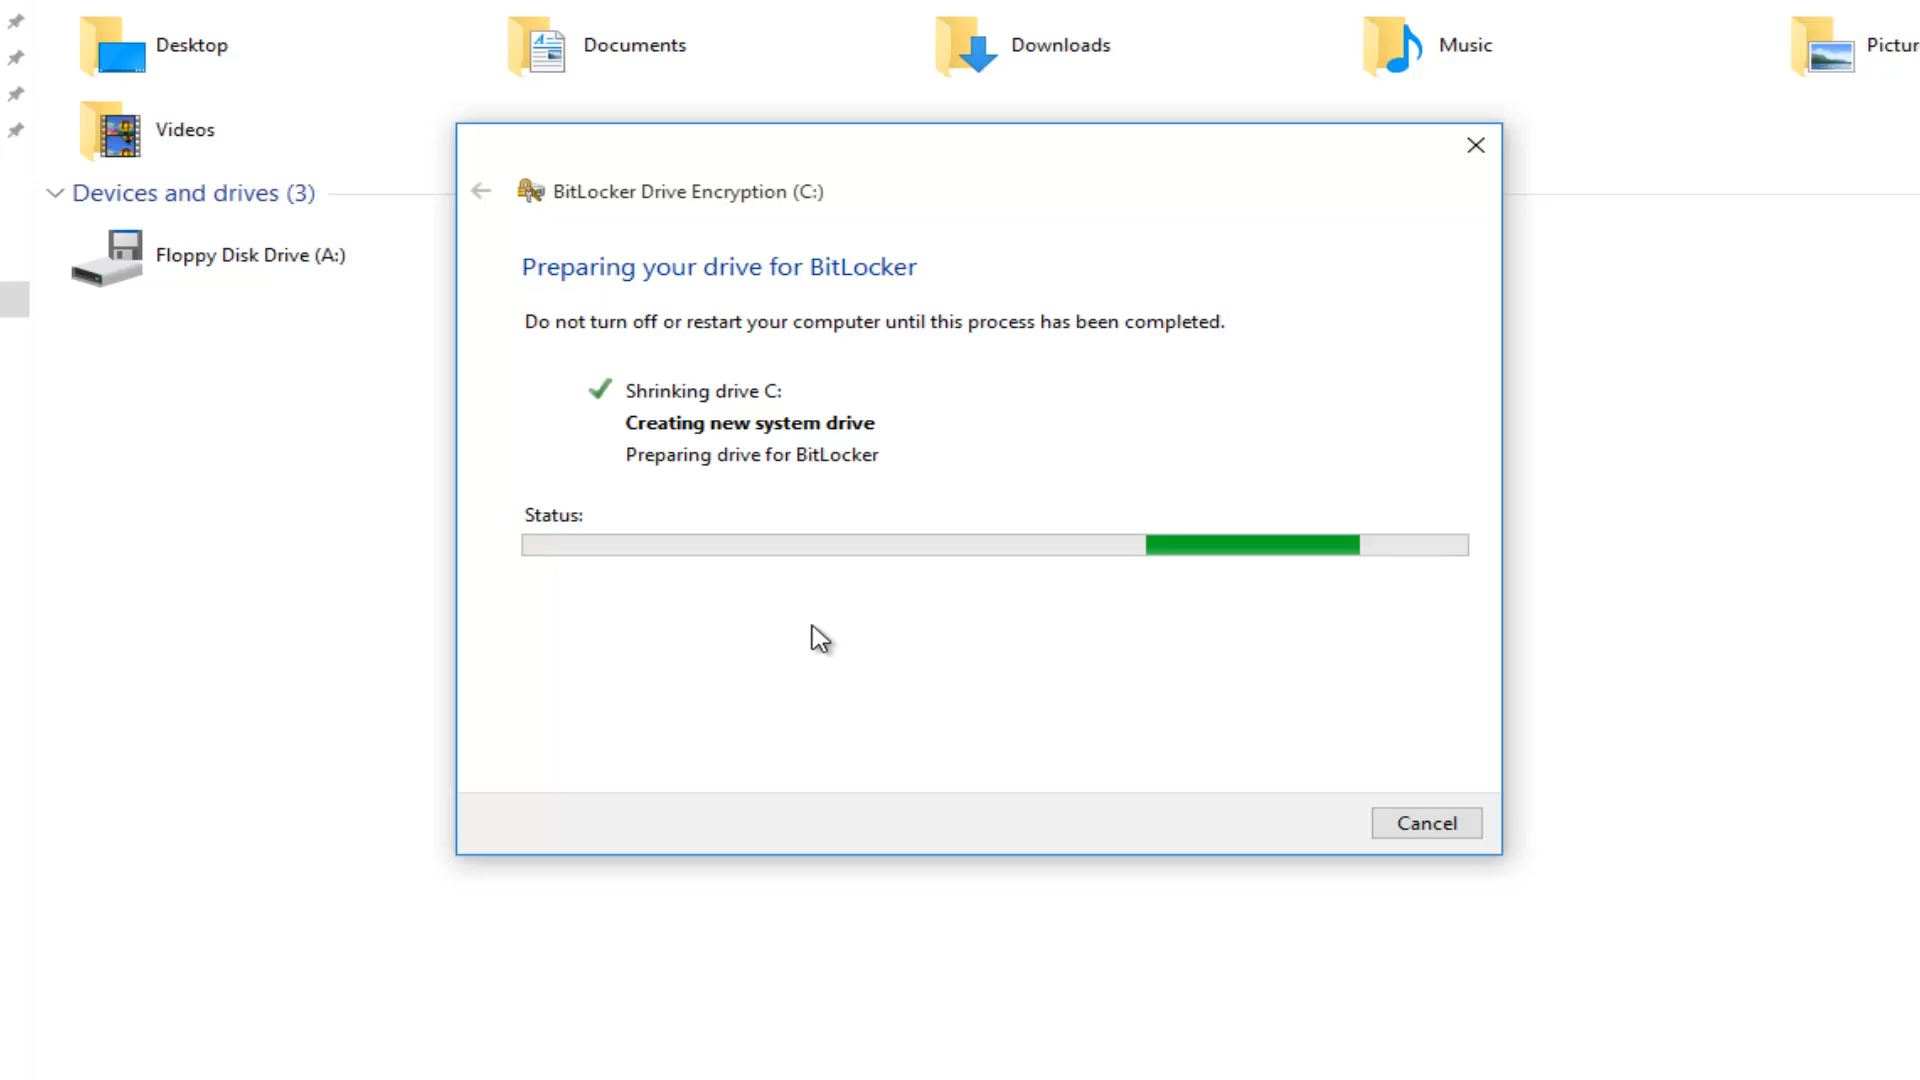 Desktop
Documents
Downloads
Music
Pictur
Videos
Devices and drives (3)
Floppy Disk Drive (A:)
BitLocker Drive Encryption (C:)
Preparing your drive for BitLocker
Do not turn off or restart your computer until this process has been completed.
Shrinking drive C:
Creating new system drive
Preparing drive for BitLocker
Status:
Cancel